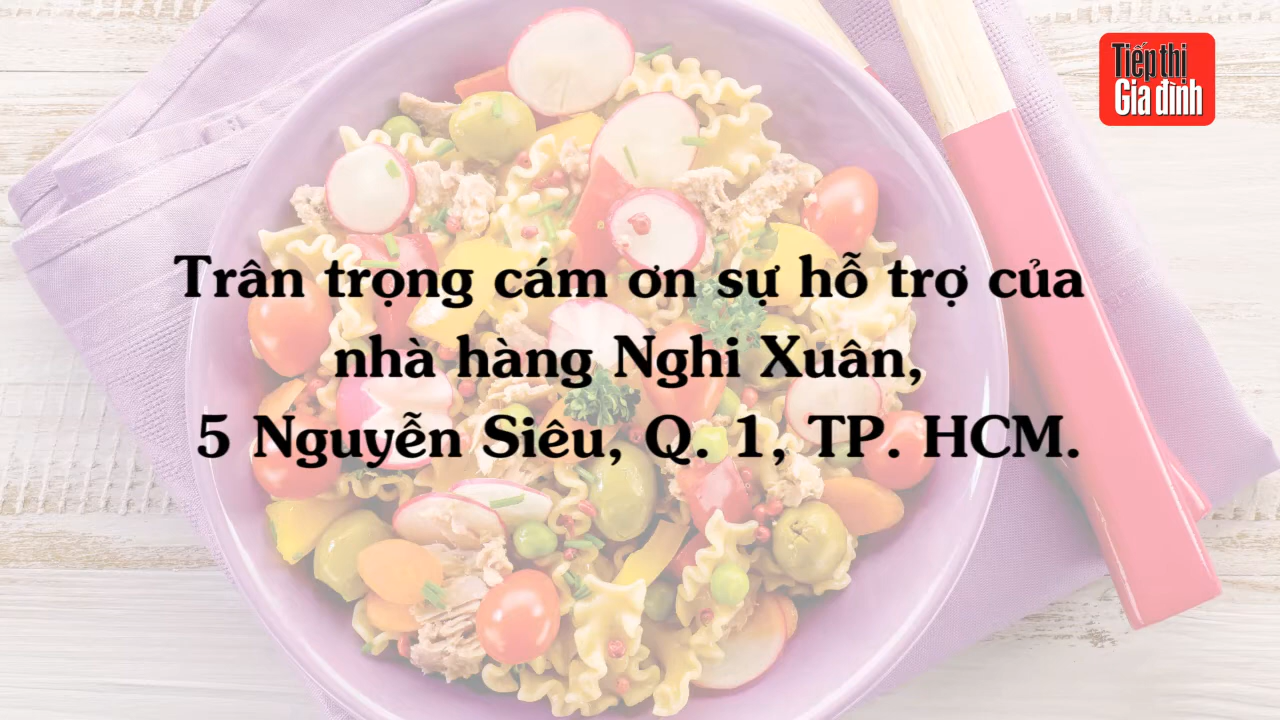 Tiếp thị
Gia đình
Trân trọng cám ơn sự hỗ trợ của
nhà hàng Nghi Xuân,
5 Nguyễn Siêu, Q. 1, TP. HCM.